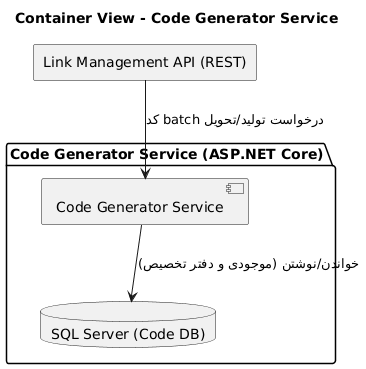 Container View - Code Generator Service
Link Management API (REST)
درخواست تولید/تحویل batch کد
Code Generator Service (ASP.NET Core)
Code Generator Service
خواندن/نوشتن (موجودی و دفتر تخصیص)
SQL Server (Code DB)